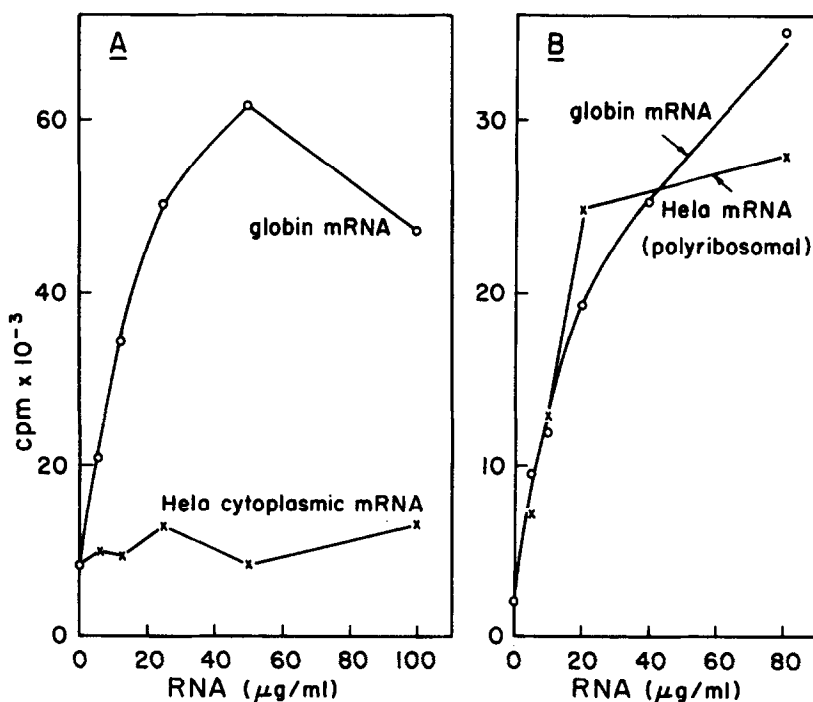 A
60
40
20
0
cpm x 10⁻³
globin mRNA
Hela cytoplasmic mRNA
0 20 40 60 80 100
RNA (μg/ml)
B
30
20
10
0
globin mRNA
Hela mRNA
(polyribosomal)
0 20 40 60 80
RNA (μg/ml)